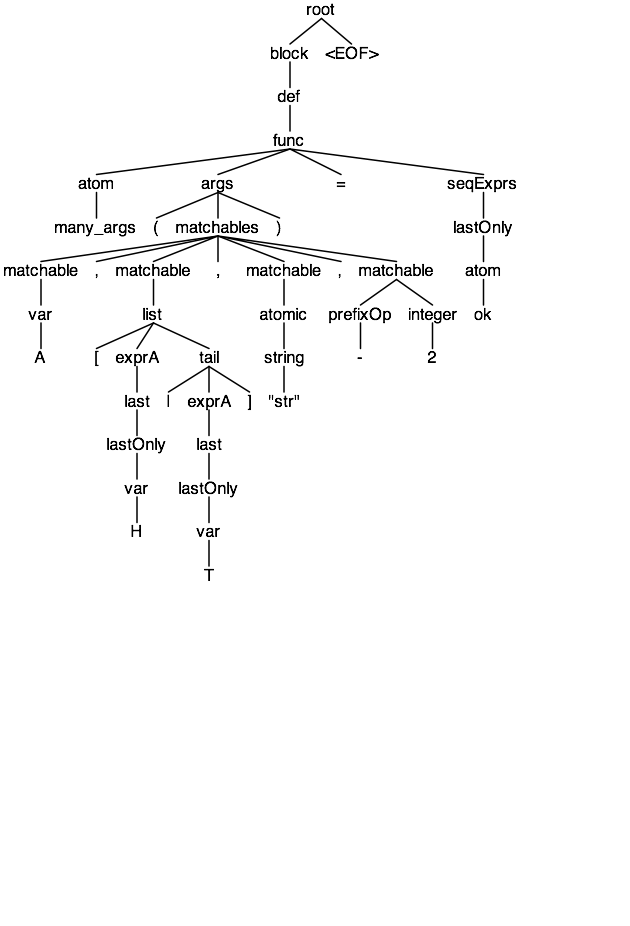 root
block <EOF>
def
func
atom args = seqExprs
many_args ( matchables ) lastOnly
matchable , matchable , matchable , matchable atom
var list atomic prefixOp integer ok
A [ exprA tail string - 2
last | exprA ] "str"
lastOnly last
var lastOnly
H var
T